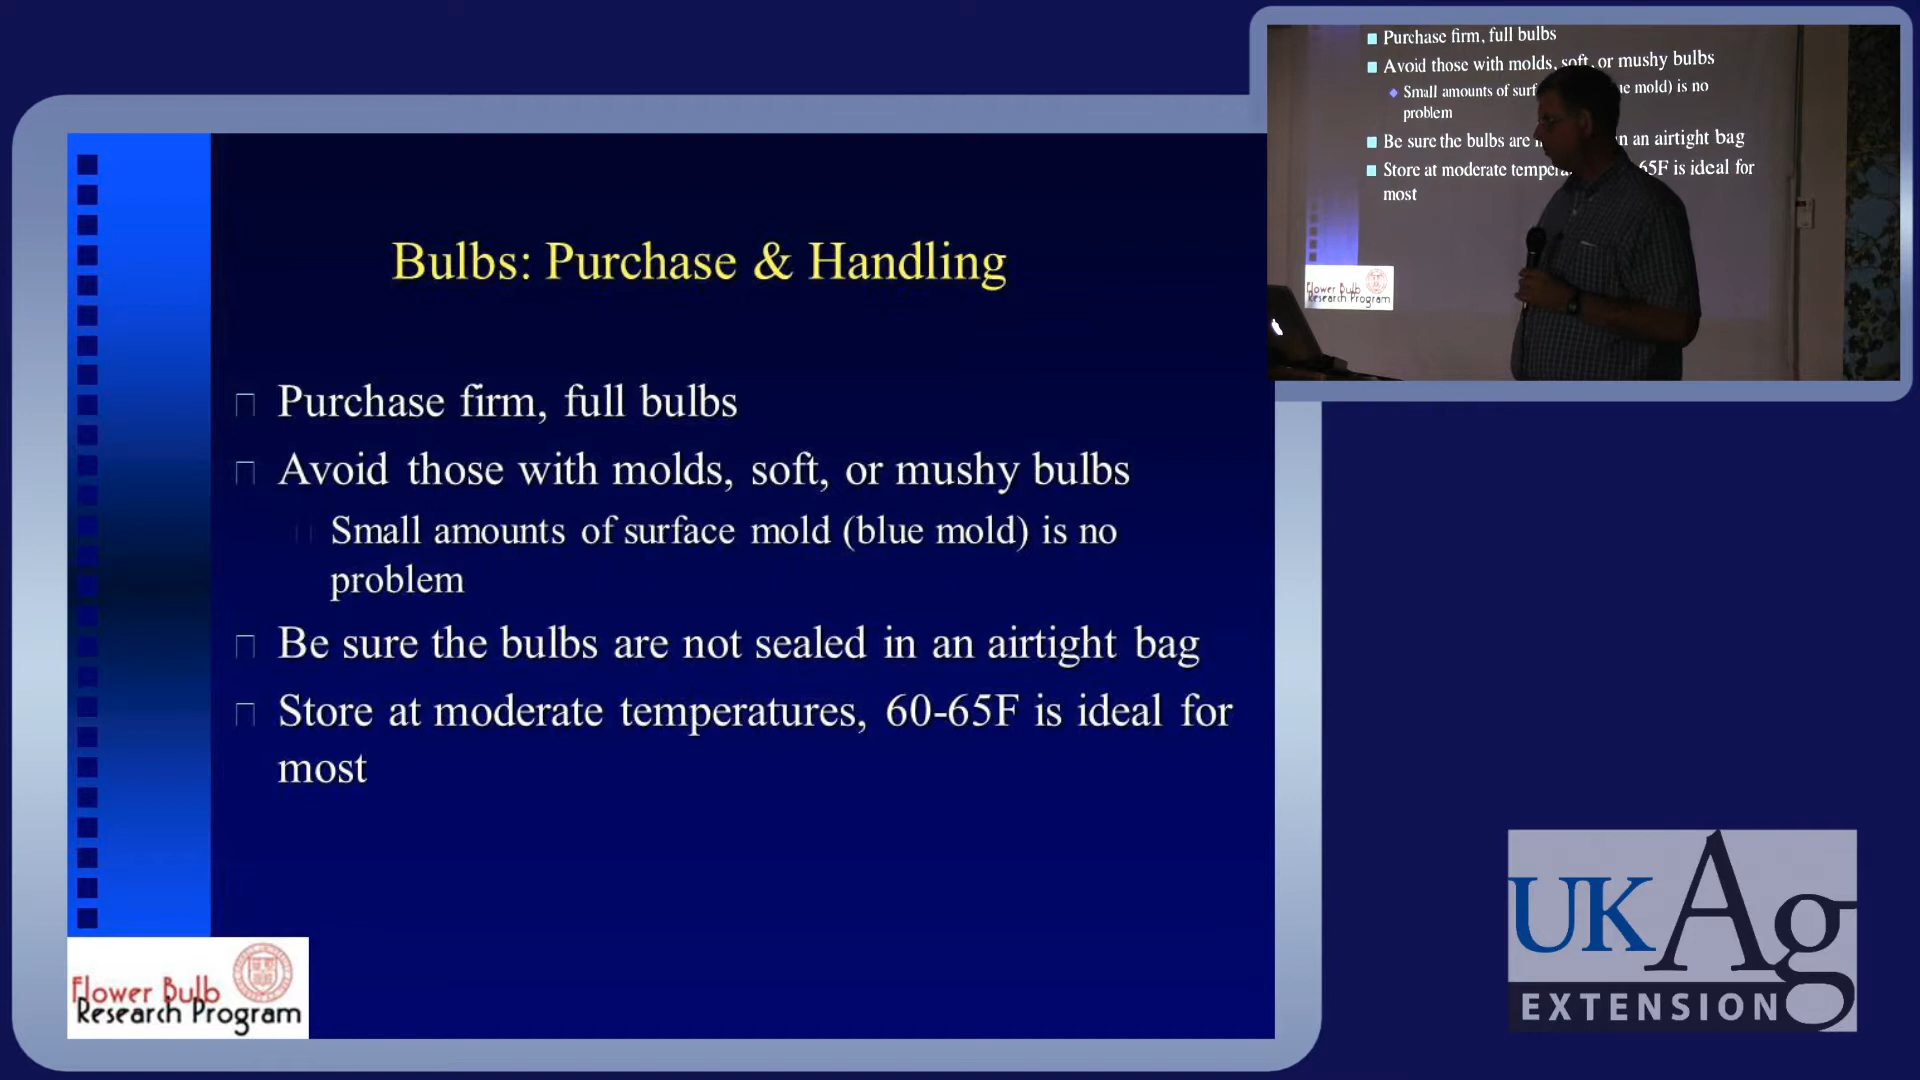 Bulbs: Purchase & Handling
Purchase firm, full bulbs
Avoid those with molds, soft, or mushy bulbs
Small amounts of surface mold (blue mold) is no
problem
Be sure the bulbs are not sealed in an airtight bag
Store at moderate temperatures, 60-65F is ideal for
most
Flower Bulb
Research Program
Purchase firm, full bulbs
Avoid those with molds, soft, or mushy bulbs
Small amounts of surf ue mold) is no
problem
Be sure the bulbs are n an airtight bag
Store at moderate tempera 65F is ideal for
most
Flower Bulb
Research Program
UKAg
EXTENSION